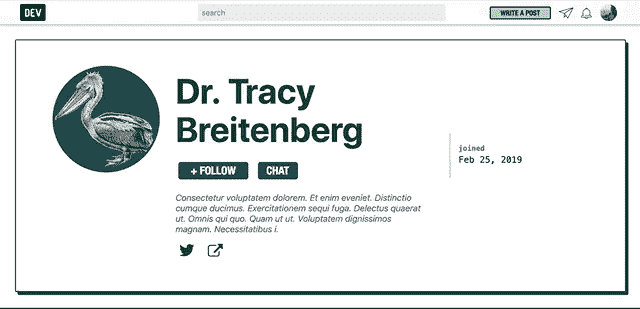 DEV
search
WRITE A POST
Dr. Tracy
Breitenberg
+ FOLLOW
CHAT
joined
Feb 25, 2019
Consectetur voluptatem dolorem. Et enim eveniet. Distinctio
cumque ducimus. Exercitationem sequi fuga. Delectus quaerat
ut. Omnis qui quo. Quam ut ut. Voluptatem dignissimos
magnam. Necessitatibus i.